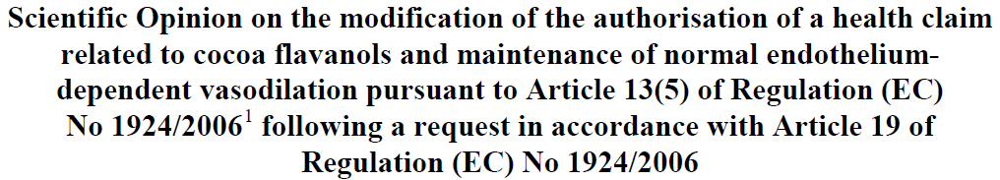 Scientific Opinion on the modification of the authorisation of a health claim
related to cocoa flavanols and maintenance of normal endothelium-
dependent vasodilation pursuant to Article 13(5) of Regulation (EC)
No 1924/2006¹ following a request in accordance with Article 19 of
Regulation (EC) No 1924/2006